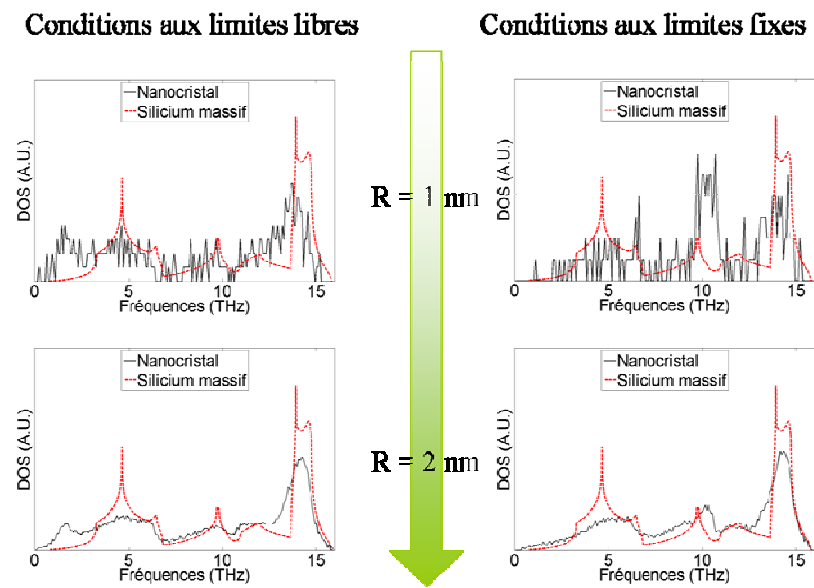 Conditions aux limites libres
Conditions aux limites fixes
Nanocristal
Silicium massif
DOS (A.U.)
0 5 10 15
Fréquences (THz)
R = 1 nm
Nanocristal
Silicium massif
DOS (A.U.)
0 5 10 15
Fréquences (THz)
Nanocristal
Silicium massif
DOS (A.U.)
0 5 10 15
Fréquences (THz)
R = 2 nm
Nanocristal
Silicium massif
DOS (A.U.)
0 5 10 15
Fréquences (THz)